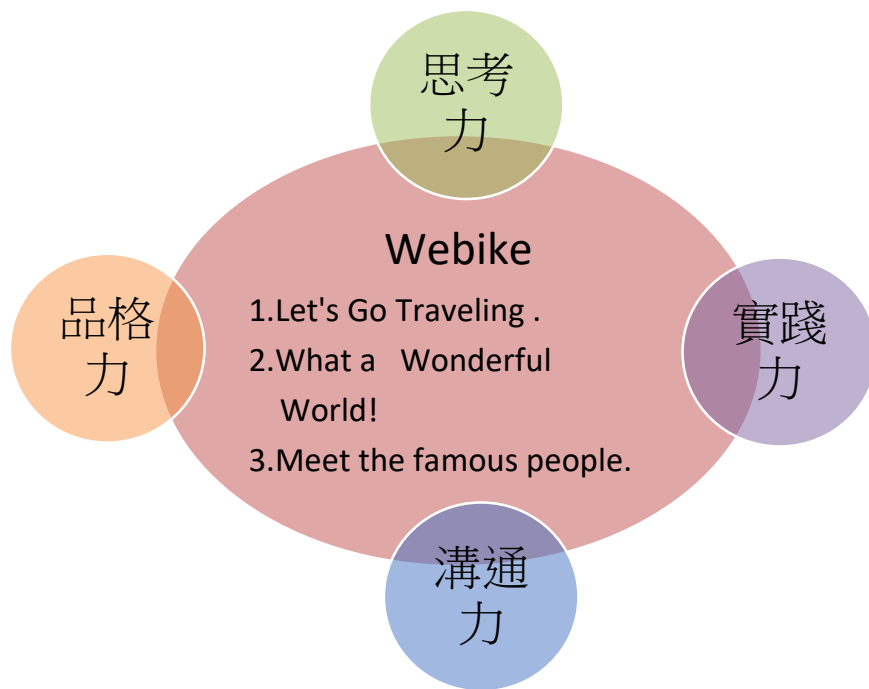 思考
力
Webike
1.Let's Go Traveling .
2.What a Wonderful
World!
3.Meet the famous people.
品格
力
實踐
力
溝通
力